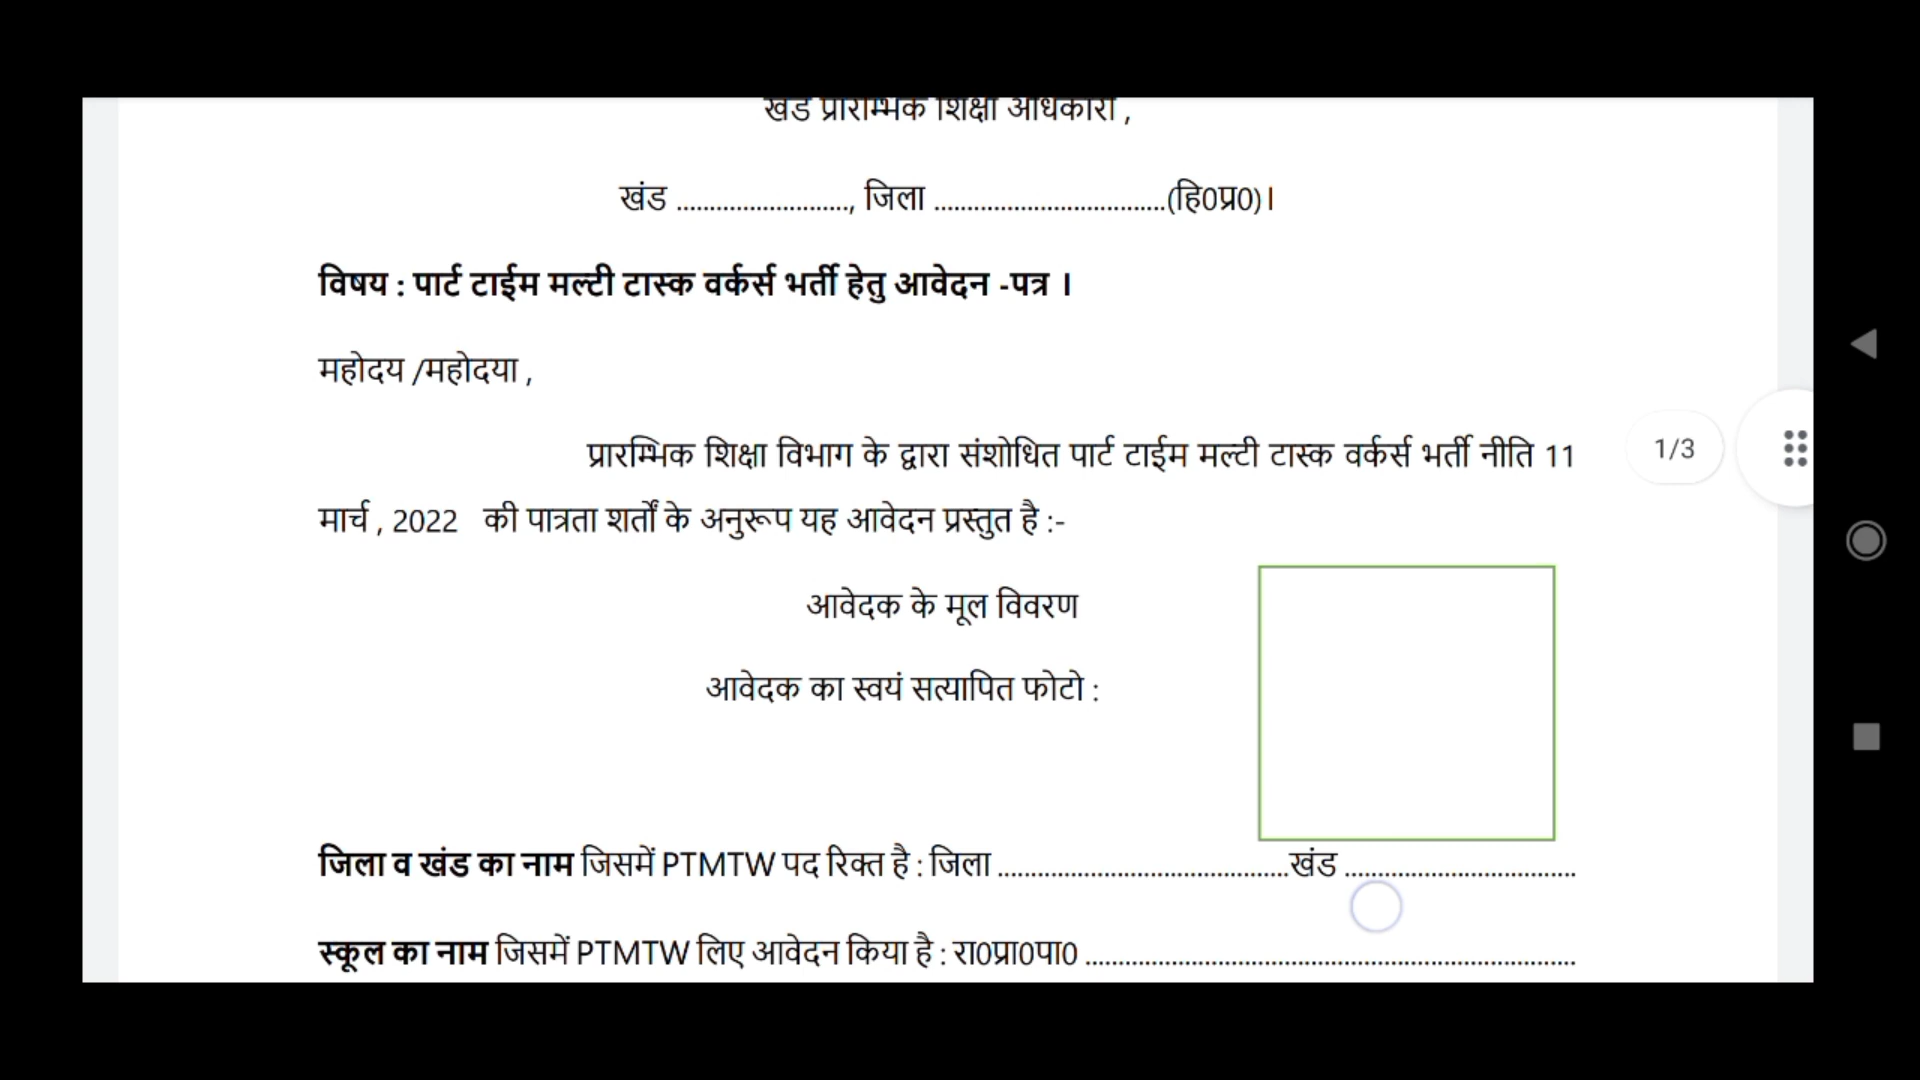 खंड प्रारम्भिक शिक्षा अधिकारी ,
खंड .........................., जिला ...................................(हि0प्र0)।
विषय : पार्ट टाईम मल्टी टास्क वर्कर्स भर्ती हेतु आवेदन -पत्र ।
महोदय /महोदया ,
प्रारम्भिक शिक्षा विभाग के द्वारा संशोधित पार्ट टाईम मल्टी टास्क वर्कर्स भर्ती नीति 11
मार्च , 2022 की पात्रता शर्तों के अनुरूप यह आवेदन प्रस्तुत है :-
1/3
आवेदक के मूल विवरण
आवेदक का स्वयं सत्यापित फोटो :
जिला व खंड का नाम जिसमें PTMTW पद रिक्त है : जिला ............................................खंड ...................................
स्कूल का नाम जिसमें PTMTW लिए आवेदन किया है : रा0प्रा0पा0 ..........................................................................